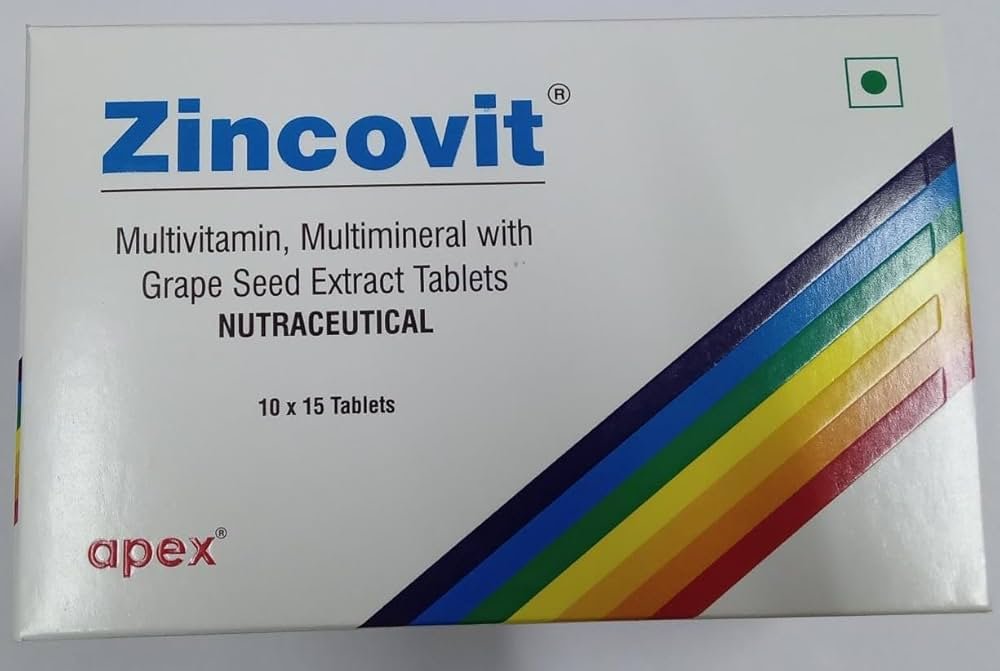 Zincovit®
Multivitamin, Multimineral with
Grape Seed Extract Tablets
NUTRACEUTICAL
10 x 15 Tablets
apex®